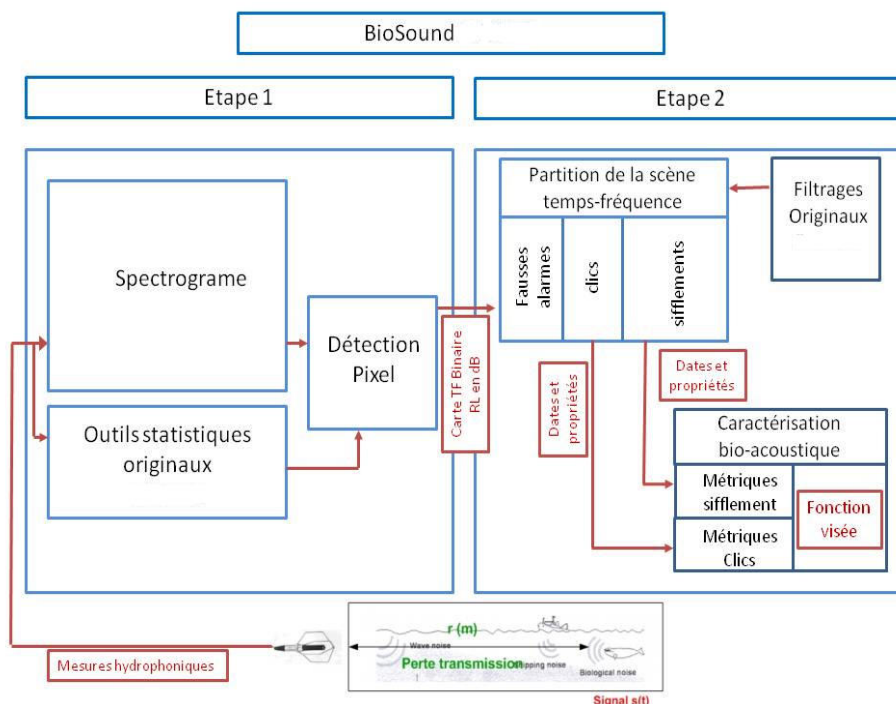 BioSound
Etape 1
Etape 2
Spectrograme
Outils statistiques
originaux
Détection
Pixel
Carte TF Binaire
RL en dB
Partition de la scène
temps-fréquence
Fausses
alarmes
clics
sifflements
Filtrages
Originaux
Dates et
propriétés
Dates et
propriétés
Caractérisation
bio-acoustique
Métriques
sifflement
Métriques
Clics
Fonction
visée
Mesures hydrophoniques
r (m)
Wave noise
Perte transmission
hipping noise
Biological noise
Signal s(t)